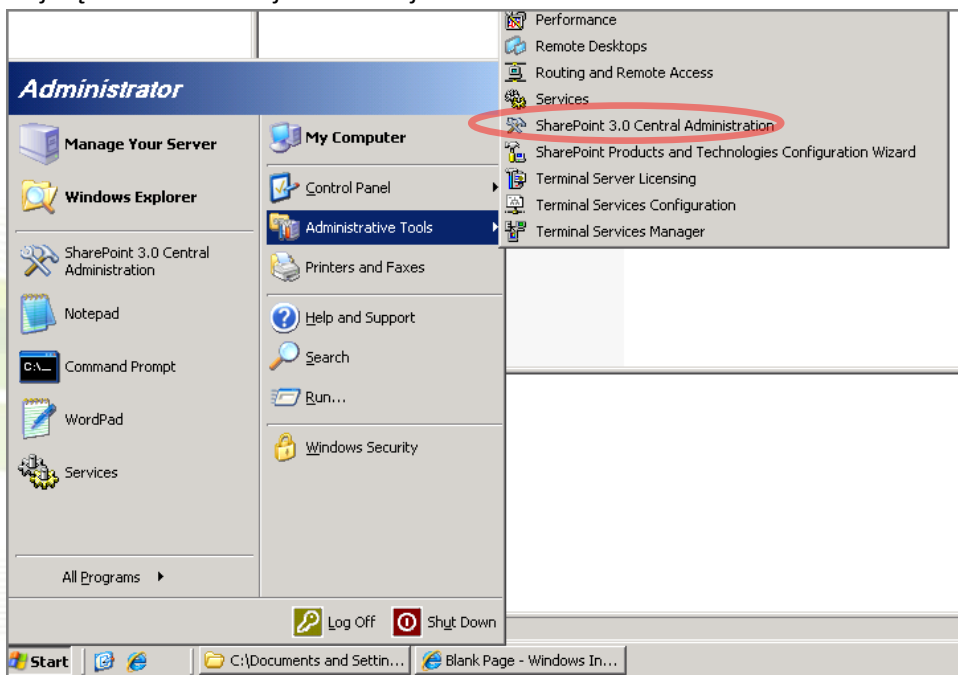 Performance
Remote Desktops
Routing and Remote Access
Services
SharePoint 3.0 Central Administration
SharePoint Products and Technologies Configuration Wizard
Terminal Server Licensing
Terminal Services Configuration
Terminal Services Manager
Administrator
Manage Your Server
Windows Explorer
SharePoint 3.0 Central
Administration
Notepad
C:\_
Command Prompt
WordPad
Services
All Programs
My Computer
Control Panel
Administrative Tools
Printers and Faxes
Help and Support
Search
Run...
Windows Security
Log Off
Shut Down
Start
C:\Documents and Settin...
Blank Page - Windows In...